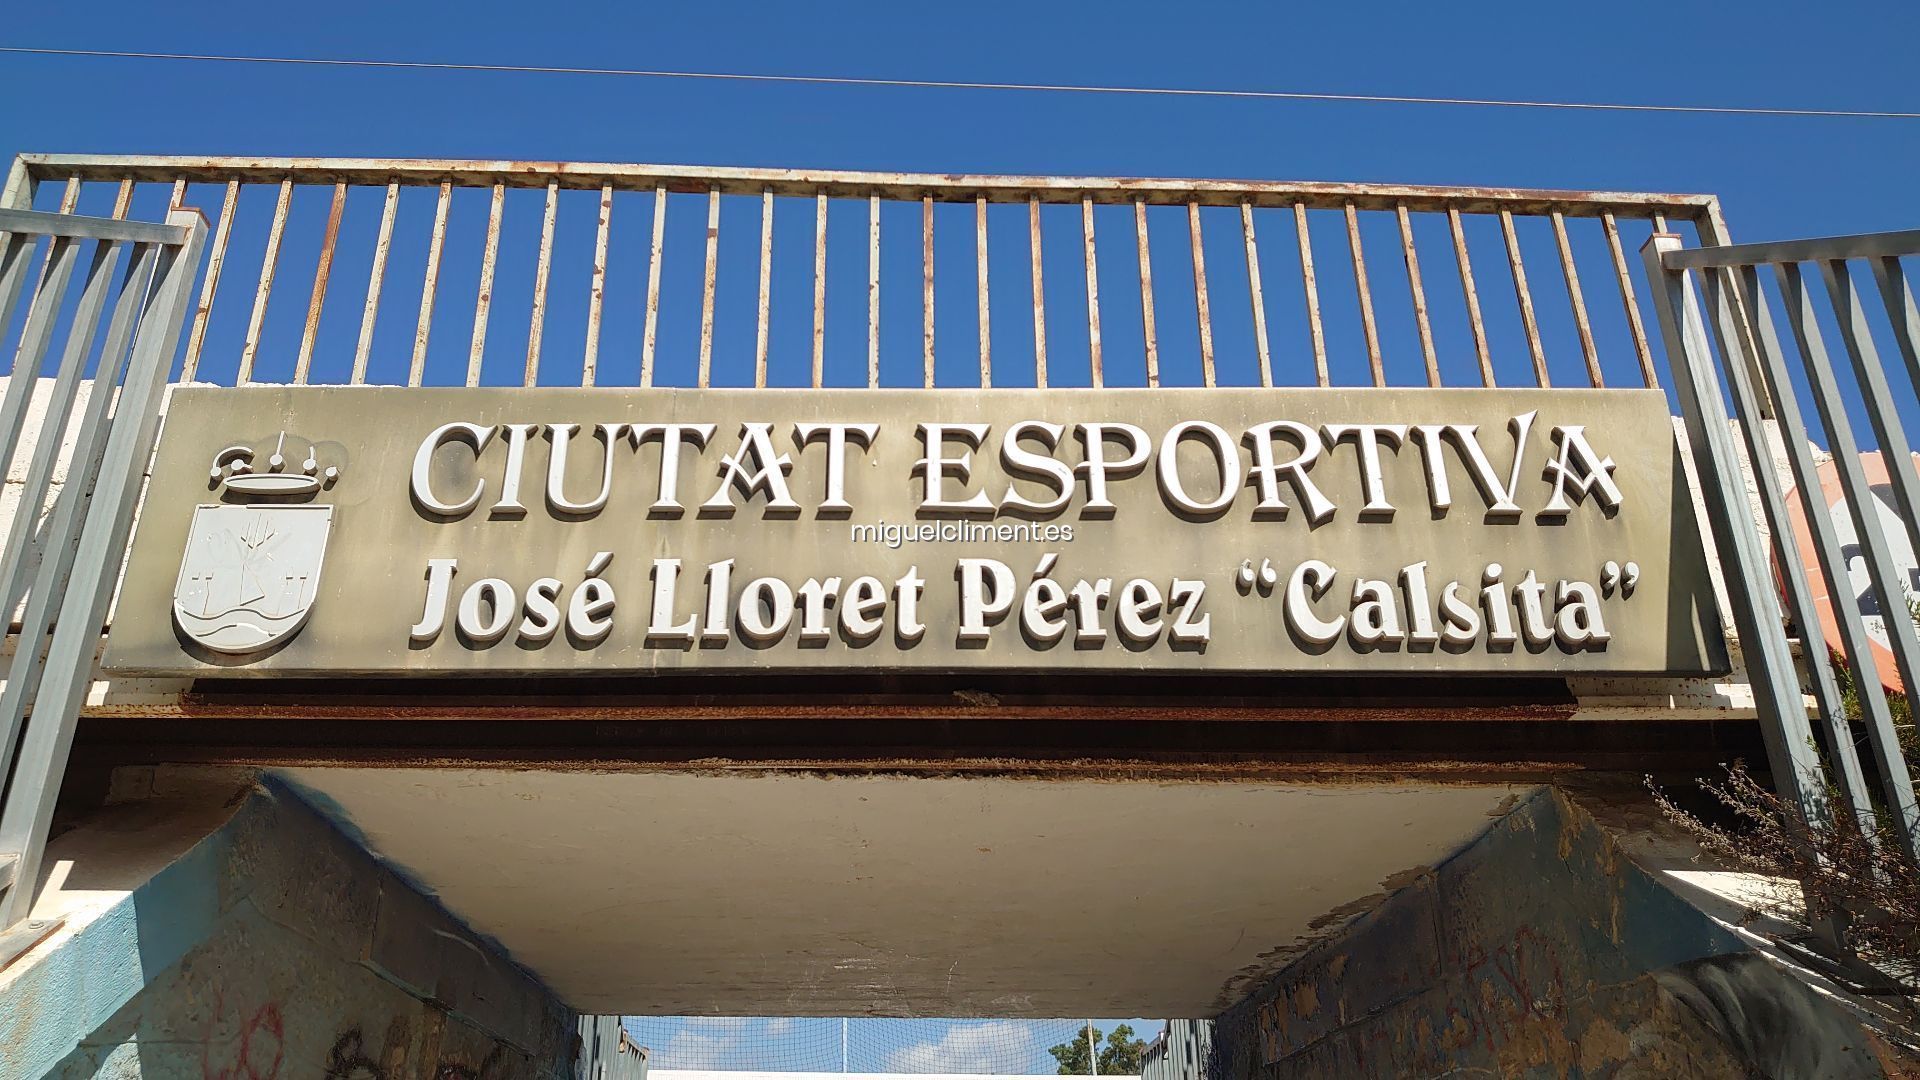 CIUTAT ESPORTIVA
miguelcliment.es
José Lloret Pérez “Calsita”